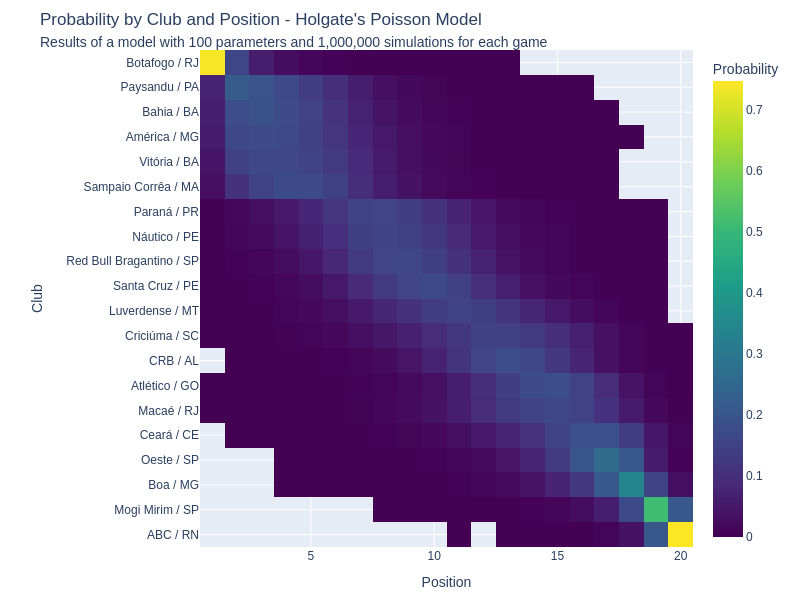 Probability by Club and Position - Holgate's Poisson Model
Results of a model with 100 parameters and 1,000,000 simulations for each game
Probability
Club
Botafogo / RJ
Paysandu / PA
Bahia / BA
América / MG
Vitória / BA
Sampaio Corrêa / MA
Paraná / PR
Náutico / PE
Red Bull Bragantino / SP
Santa Cruz / PE
Luverdense / MT
Criciúma / SC
CRB / AL
Atlético / GO
Macaé / RJ
Ceará / CE
Oeste / SP
Boa / MG
Mogi Mirim / SP
ABC / RN
0.7
0.6
0.5
0.4
0.3
0.2
0.1
0
5
10
15
20
Position